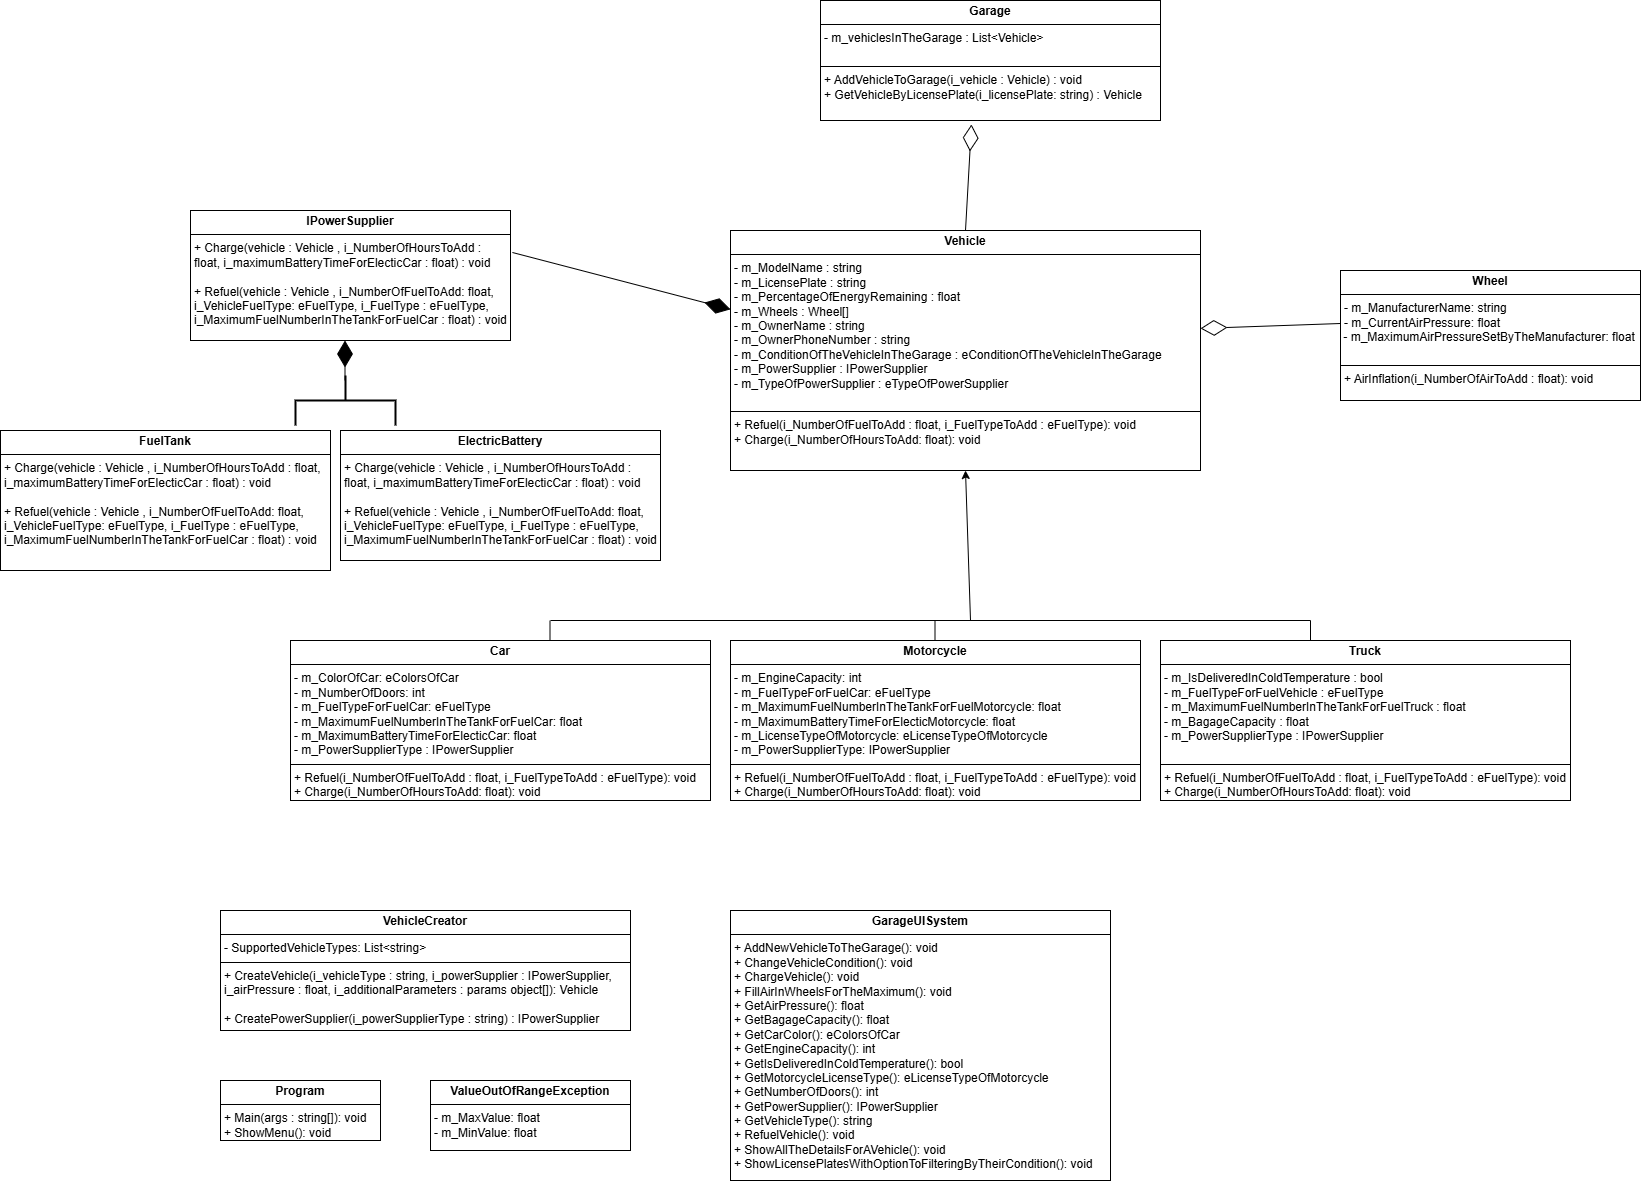 Garage
- m_vehiclesInTheGarage : List<Vehicle>
+ AddVehicleToGarage(i_vehicle : Vehicle) : void
+ GetVehicleByLicensePlate(i_licensePlate: string) : Vehicle
IPowerSupplier
+ Charge(vehicle : Vehicle , i_NumberOfHoursToAdd :
float, i_maximumBatteryTimeForElecticCar : float) : void
+ Refuel(vehicle : Vehicle , i_NumberOfFuelToAdd: float,
i_VehicleFuelType: eFuelType, i_FuelType : eFuelType,
i_MaximumFuelNumberInTheTankForFuelCar : float) : void
Vehicle
- m_ModelName : string
- m_LicensePlate : string
- m_PercentageOfEnergyRemaining : float
- m_Wheels : Wheel[]
- m_OwnerName : string
- m_OwnerPhoneNumber : string
- m_ConditionOfTheVehicleInTheGarage : eConditionOfTheVehicleInTheGarage
- m_PowerSupplier : IPowerSupplier
- m_TypeOfPowerSupplier : eTypeOfPowerSupplier
+ Refuel(i_NumberOfFuelToAdd : float, i_FuelTypeToAdd : eFuelType): void
+ Charge(i_NumberOfHoursToAdd: float): void
Wheel
- m_ManufacturerName: string
- m_CurrentAirPressure: float
- m_MaximumAirPressureSetByTheManufacturer: float
+ AirInflation(i_NumberOfAirToAdd : float): void
FuelTank
+ Charge(vehicle : Vehicle , i_NumberOfHoursToAdd : float,
i_maximumBatteryTimeForElecticCar : float) : void
+ Refuel(vehicle : Vehicle , i_NumberOfFuelToAdd: float,
i_VehicleFuelType: eFuelType, i_FuelType : eFuelType,
i_MaximumFuelNumberInTheTankForFuelCar : float) : void
ElectricBattery
+ Charge(vehicle : Vehicle , i_NumberOfHoursToAdd :
float, i_maximumBatteryTimeForElecticCar : float) : void
+ Refuel(vehicle : Vehicle , i_NumberOfFuelToAdd: float,
i_VehicleFuelType: eFuelType, i_FuelType : eFuelType,
i_MaximumFuelNumberInTheTankForFuelCar : float) : void
Car
- m_ColorOfCar: eColorsOfCar
- m_NumberOfDoors: int
- m_FuelTypeForFuelCar: eFuelType
- m_MaximumFuelNumberInTheTankForFuelCar: float
- m_MaximumBatteryTimeForElecticCar: float
- m_PowerSupplierType : IPowerSupplier
+ Refuel(i_NumberOfFuelToAdd : float, i_FuelTypeToAdd : eFuelType): void
+ Charge(i_NumberOfHoursToAdd: float): void
Motorcycle
- m_EngineCapacity: int
- m_FuelTypeForFuelCar: eFuelType
- m_MaximumFuelNumberInTheTankForFuelMotorcycle: float
- m_MaximumBatteryTimeForElecticMotorcycle: float
- m_LicenseTypeOfMotorcycle: eLicenseTypeOfMotorcycle
- m_PowerSupplierType: IPowerSupplier
+ Refuel(i_NumberOfFuelToAdd : float, i_FuelTypeToAdd : eFuelType): void
+ Charge(i_NumberOfHoursToAdd: float): void
Truck
- m_IsDeliveredInColdTemperature : bool
- m_FuelTypeForFuelVehicle : eFuelType
- m_MaximumFuelNumberInTheTankForFuelTruck : float
- m_BagageCapacity : float
- m_PowerSupplierType : IPowerSupplier
+ Refuel(i_NumberOfFuelToAdd : float, i_FuelTypeToAdd : eFuelType): void
+ Charge(i_NumberOfHoursToAdd: float): void
VehicleCreator
- SupportedVehicleTypes: List<string>
+ CreateVehicle(i_vehicleType : string, i_powerSupplier : IPowerSupplier,
i_airPressure : float, i_additionalParameters : params object[]): Vehicle
+ CreatePowerSupplier(i_powerSupplierType : string) : IPowerSupplier
GarageUISystem
+ AddNewVehicleToTheGarage(): void
+ ChangeVehicleCondition(): void
+ ChargeVehicle(): void
+ FillAirInWheelsForTheMaximum(): void
+ GetAirPressure(): float
+ GetBagageCapacity(): float
+ GetCarColor(): eColorsOfCar
+ GetEngineCapacity(): int
+ GetIsDeliveredInColdTemperature(): bool
+ GetMotorcycleLicenseType(): eLicenseTypeOfMotorcycle
+ GetNumberOfDoors(): int
+ GetPowerSupplier(): IPowerSupplier
+ GetVehicleType(): string
+ RefuelVehicle(): void
+ ShowAllTheDetailsForAVehicle(): void
+ ShowLicensePlatesWithOptionToFilteringByTheirCondition(): void
Program
+ Main(args : string[]): void
+ ShowMenu(): void
ValueOutOfRangeException
- m_MaxValue: float
- m_MinValue: float